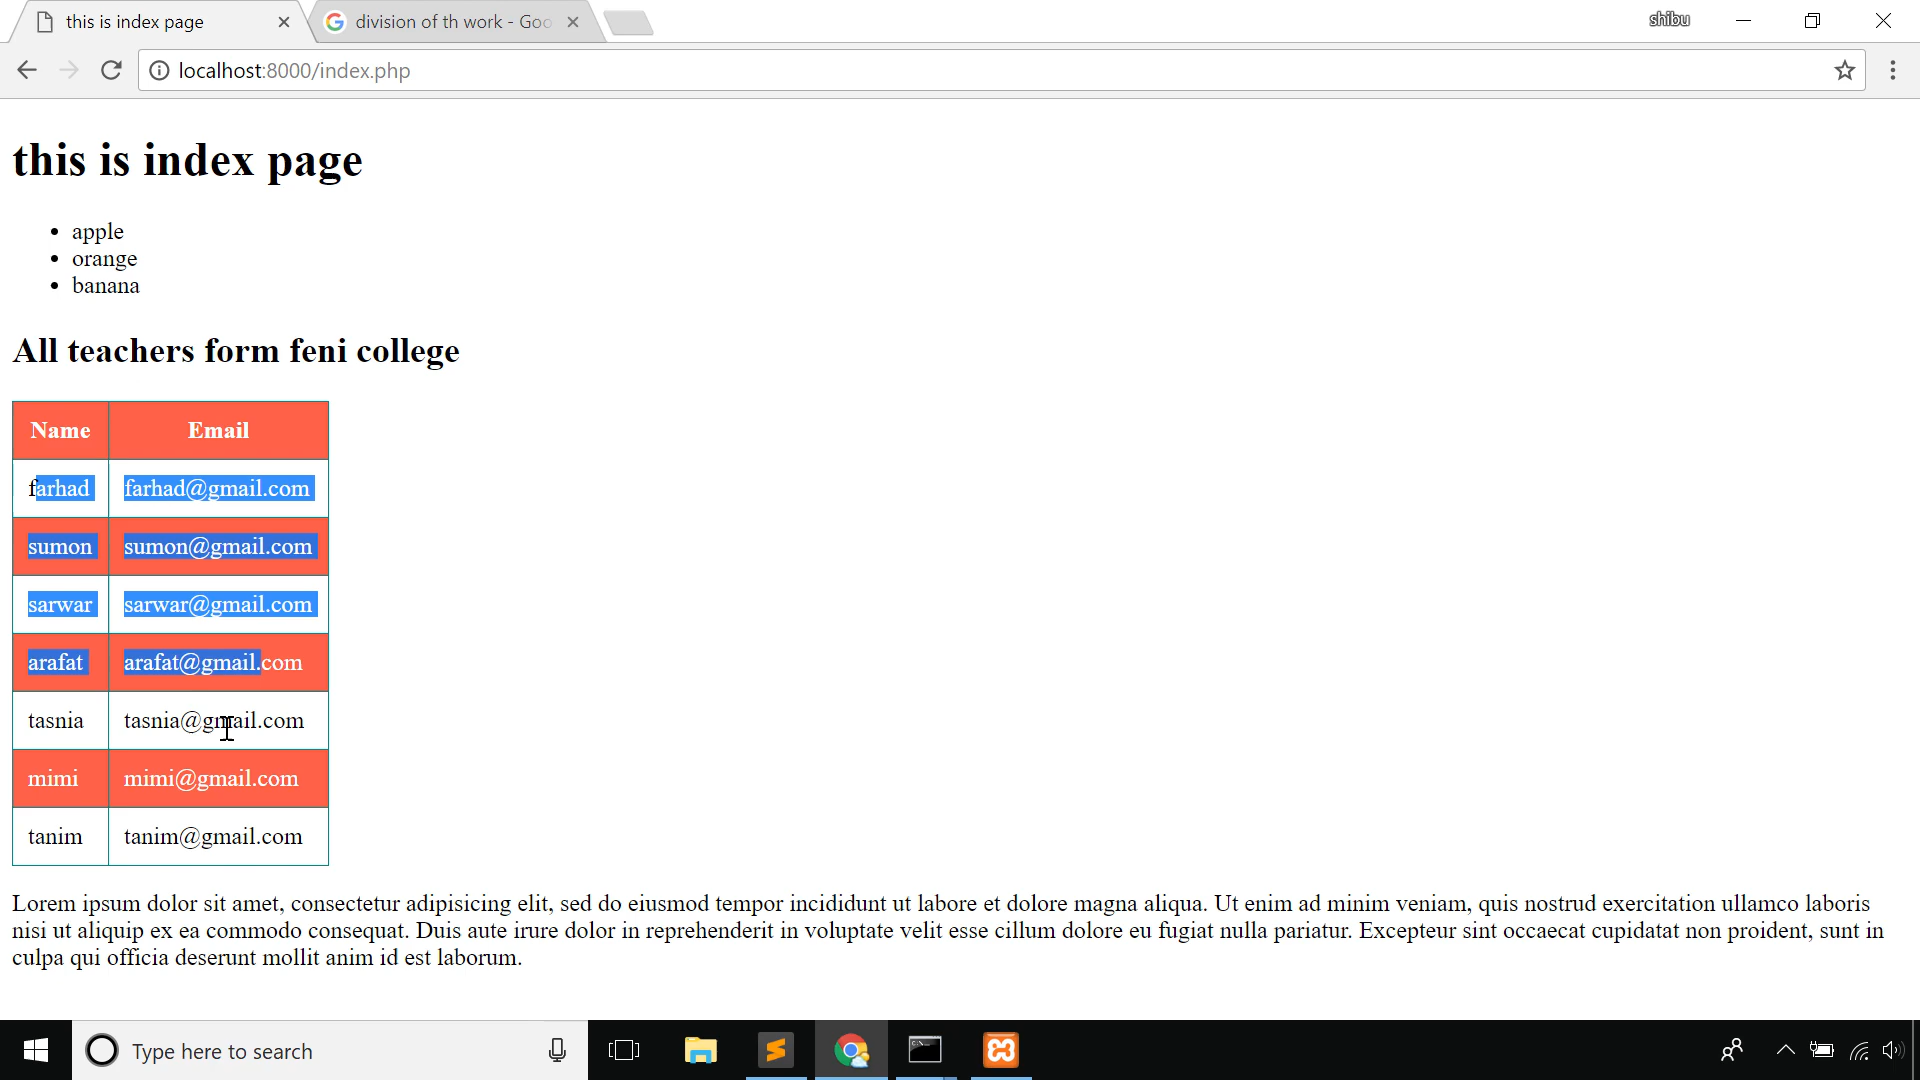 this is index page
division of th work - Goo
shibu
localhost:8000/index.php
this is index page
apple
orange
banana
All teachers form feni college
Name Email
farhad farhad@gmail.com
sumon sumon@gmail.com
sarwar sarwar@gmail.com
arafat arafat@gmail.com
tasnia tasnia@gmail.com
mimi mimi@gmail.com
tanim tanim@gmail.com
Lorem ipsum dolor sit amet, consectetur adipisicing elit, sed do eiusmod tempor incididunt ut labore et dolore magna aliqua. Ut enim ad minim veniam, quis nostrud exercitation ullamco laboris
nisi ut aliquip ex ea commodo consequat. Duis aute irure dolor in reprehenderit in voluptate velit esse cillum dolore eu fugiat nulla pariatur. Excepteur sint occaecat cupidatat non proident, sunt in
culpa qui officia deserunt mollit anim id est laborum.
Type here to search